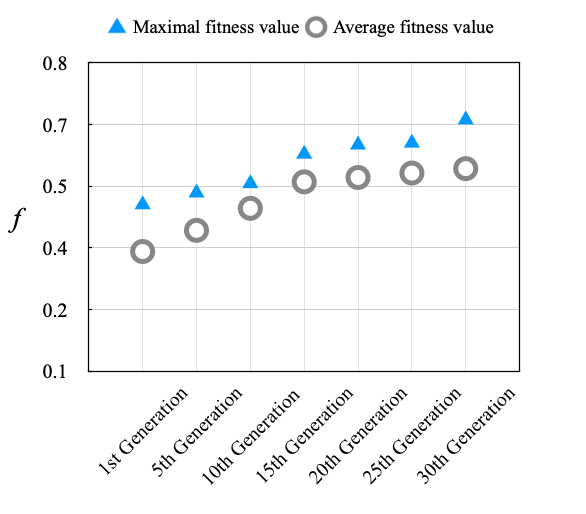 Maximal fitness value Average fitness value
0.8
0.7
0.5
0.4
0.2
0.1
f
1st Generation
5th Generation
10th Generation
15th Generation
20th Generation
25th Generation
30th Generation